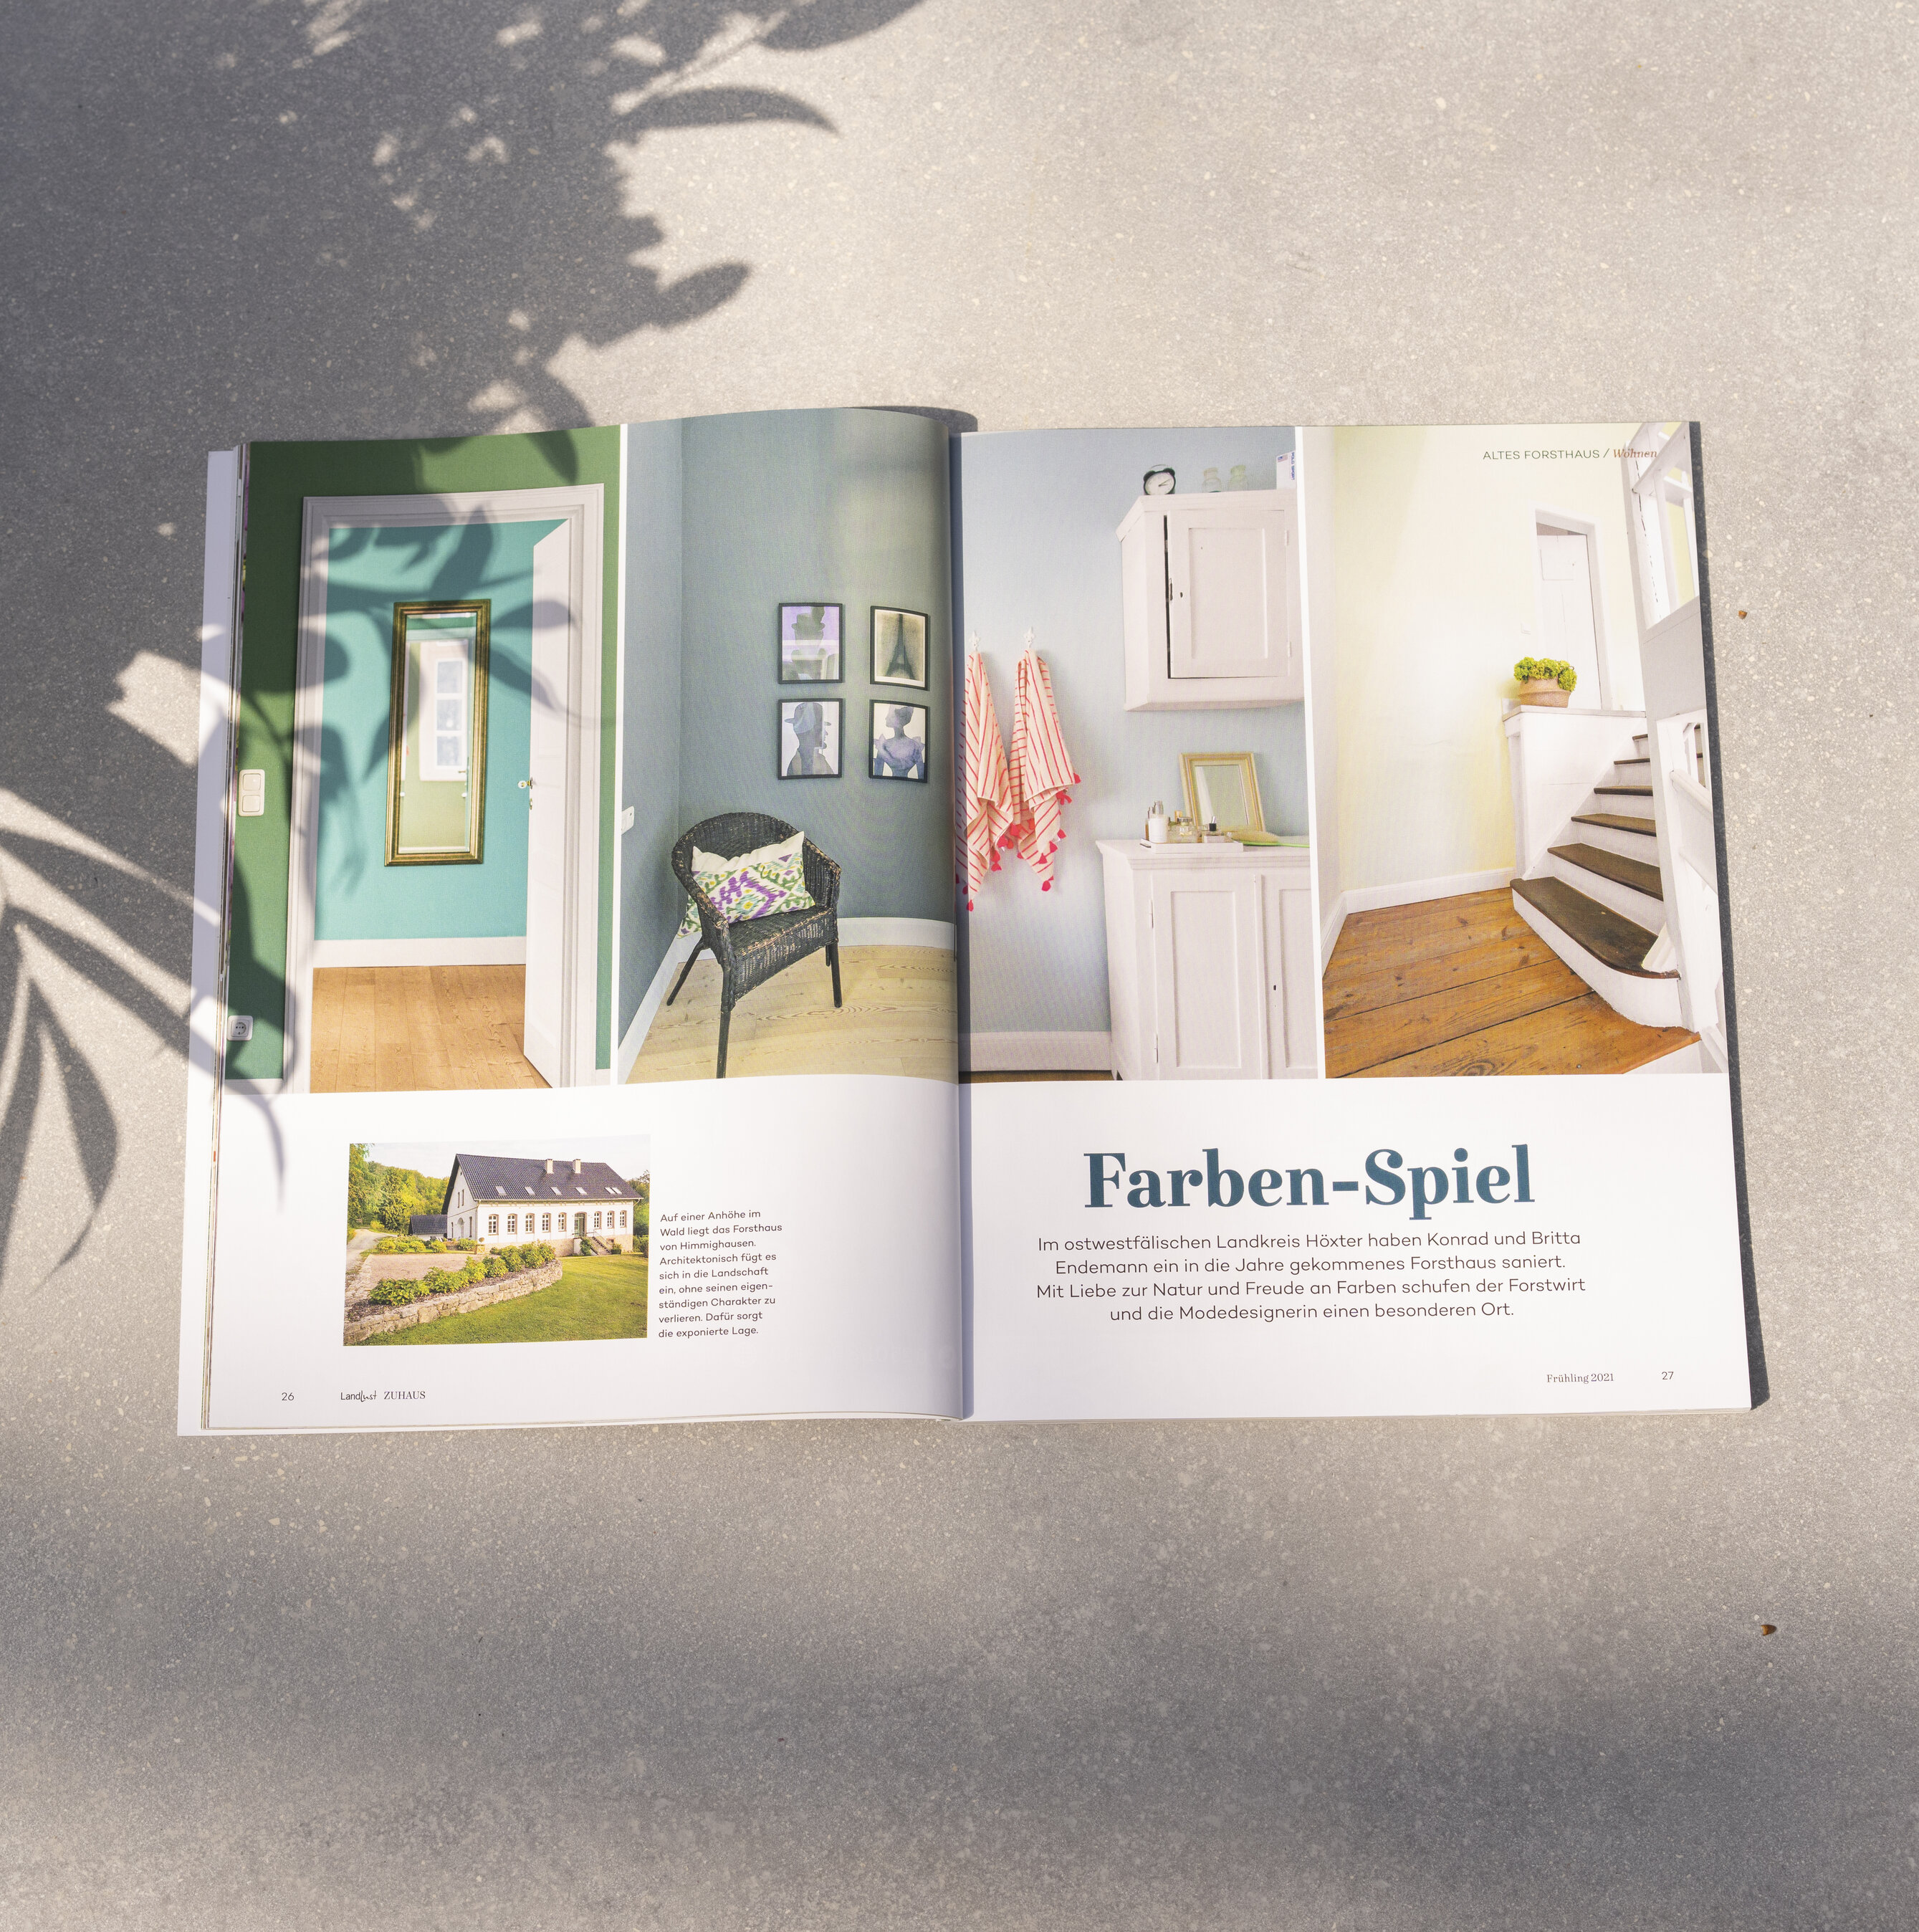 ALTES FORSTHAUS / Wohnen
Auf einer Anhöhe im
Wald liegt das Forsthaus
von Himmighausen.
Architektonisch fügt es
sich in die Landschaft
ein, ohne seinen eigen-
ständigen Charakter zu
verlieren. Dafür sorgt
die exponierte Lage.
26
Landlust ZUHAUS
Farben-Spiel
Im ostwestfälischen Landkreis Höxter haben Konrad und Britta
Endemann ein in die Jahre gekommenes Forsthaus saniert.
Mit Liebe zur Natur und Freude an Farben schufen der Forstwirt
und die Modedesignerin einen besonderen Ort.
Frühling 2021
27